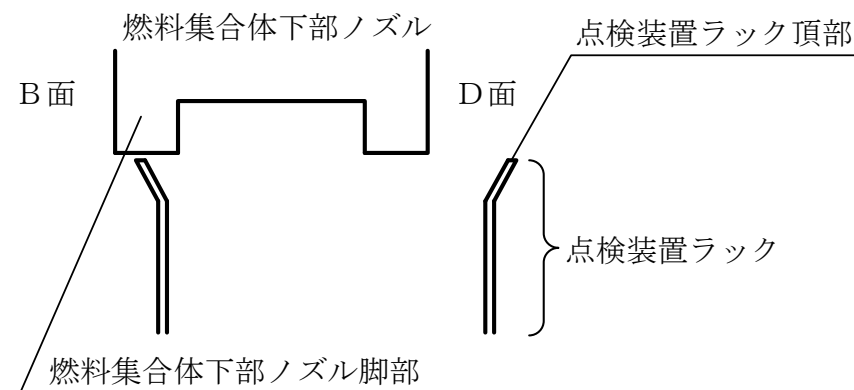 燃料集合体下部ノズル
点検装置ラック頂部
Ｂ面
Ｄ面
点検装置ラック
燃料集合体下部ノズル脚部